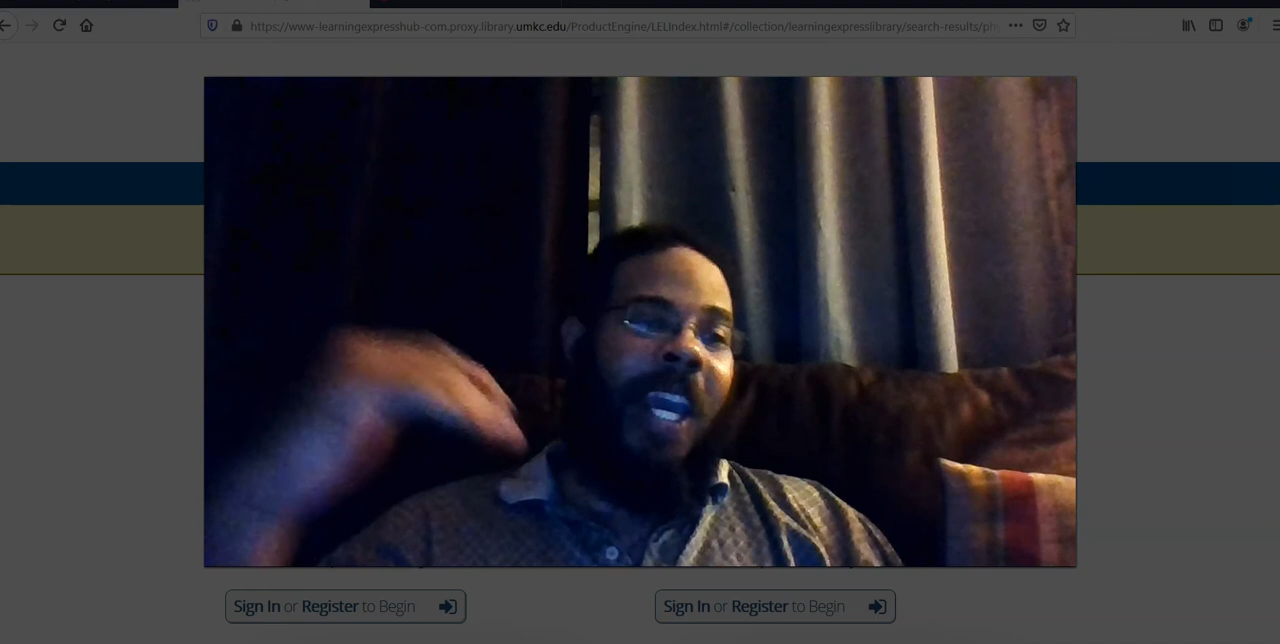 https://www-learningexpresshub-com.proxy.library.umkc.edu/ProductEngine/LELIndex.html#/collection/learningexpresslibrary/search-results/ph
Sign In or Register to Begin Sign In or Register to Begin